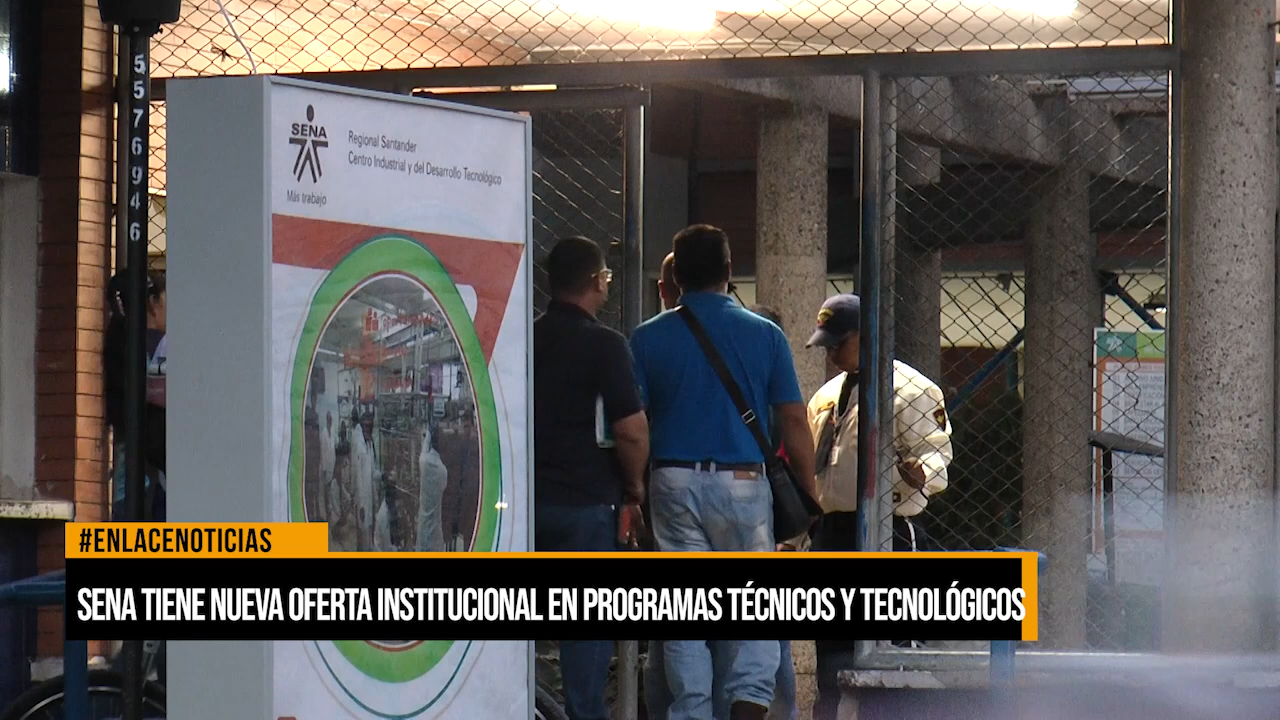 5576946
SENA
Más trabajo
Regional Santander
Centro Industrial y del Desarrollo Tecnológico
#ENLACENOTICIAS
SENA TIENE NUEVA OFERTA INSTITUCIONAL EN PROGRAMAS TÉCNICOS Y TECNOLÓGICOS